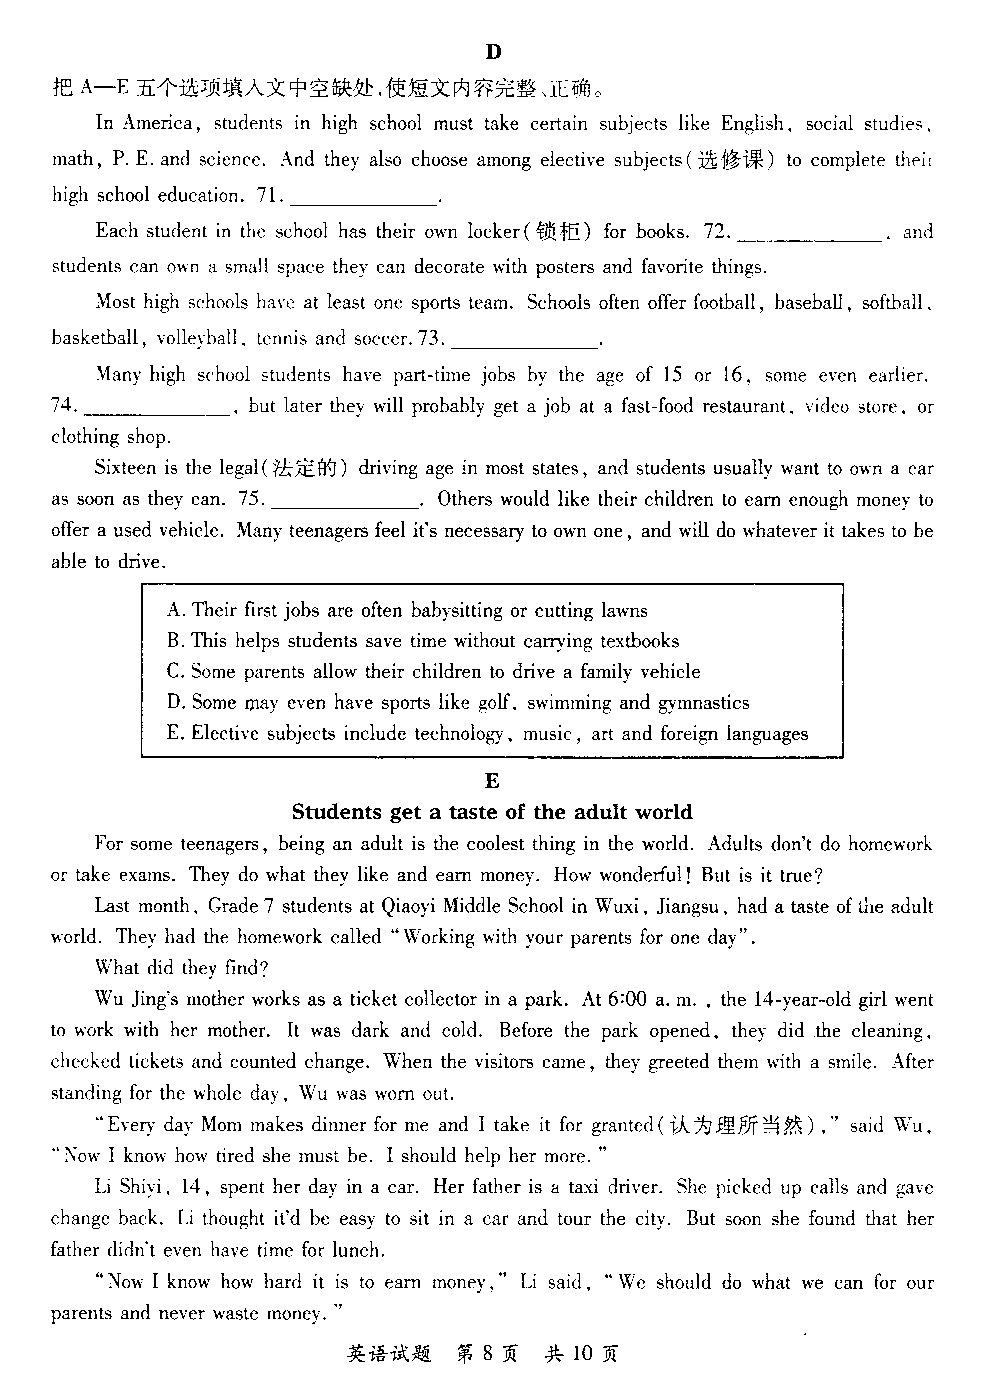 D
把 A—E 五个选项填入文中空缺处,使短文内容完整、正确。
In America, students in high school must take certain subjects like English, social studies,
math, P. E. and science. And they also choose among elective subjects(选修课) to complete their
high school education. 71. ______________.
Each student in the school has their own locker(锁柜) for books. 72. ______________, and
students can own a small space they can decorate with posters and favorite things.
Most high schools have at least one sports team. Schools often offer football, baseball, softball,
basketball, volleyball, tennis and soccer. 73. ______________.
Many high school students have part-time jobs by the age of 15 or 16, some even earlier.
74. ______________, but later they will probably get a job at a fast-food restaurant, video store, or
clothing shop.
Sixteen is the legal(法定的) driving age in most states, and students usually want to own a car
as soon as they can. 75. ______________. Others would like their children to earn enough money to
offer a used vehicle. Many teenagers feel it's necessary to own one, and will do whatever it takes to be
able to drive.
A. Their first jobs are often babysitting or cutting lawns
B. This helps students save time without carrying textbooks
C. Some parents allow their children to drive a family vehicle
D. Some may even have sports like golf, swimming and gymnastics
E. Elective subjects include technology, music, art and foreign languages
E
Students get a taste of the adult world
For some teenagers, being an adult is the coolest thing in the world. Adults don't do homework
or take exams. They do what they like and earn money. How wonderful! But is it true?
Last month, Grade 7 students at Qiaoyi Middle School in Wuxi, Jiangsu, had a taste of the adult
world. They had the homework called “Working with your parents for one day”.
What did they find?
Wu Jing's mother works as a ticket collector in a park. At 6:00 a. m. , the 14-year-old girl went
to work with her mother. It was dark and cold. Before the park opened, they did the cleaning,
checked tickets and counted change. When the visitors came, they greeted them with a smile. After
standing for the whole day, Wu was worn out.
“Every day Mom makes dinner for me and I take it for granted(认为理所当然),” said Wu,
“Now I know how tired she must be. I should help her more. ”
Li Shiyi, 14, spent her day in a car. Her father is a taxi driver. She picked up calls and gave
change back. Li thought it'd be easy to sit in a car and tour the city. But soon she found that her
father didn't even have time for lunch.
“Now I know how hard it is to earn money,” Li said, “We should do what we can for our
parents and never waste money. ”
英语试题 第 8 页 共 10 页